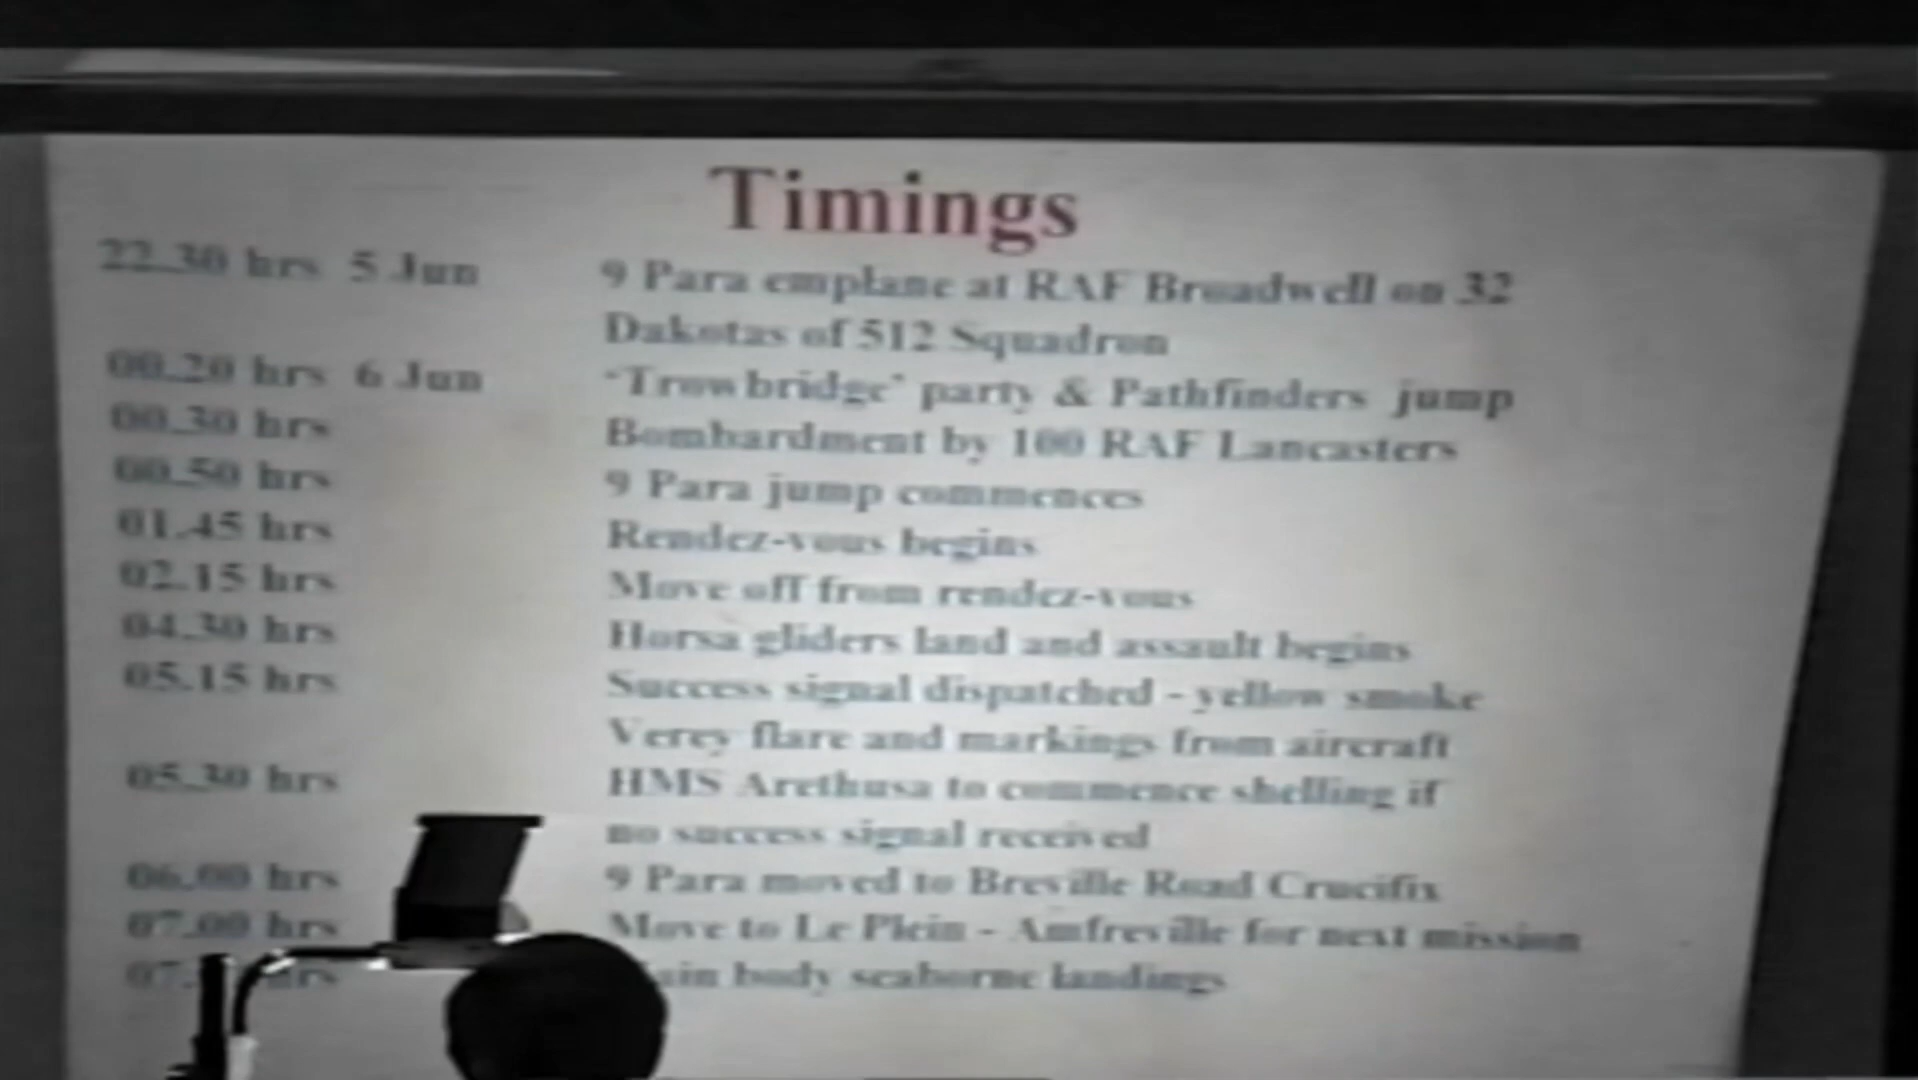 Timings
22.30 hrs 5 Jun 9 Para emplane at RAF Broadwell on 32
Dakotas of 512 Squadron
00.20 hrs 6 Jun 'Trowbridge' party & Pathfinders jump
00.30 hrs Bombardment by 100 RAF Lancasters
00.50 hrs 9 Para jump commences
01.45 hrs Rendez-vous begins
02.15 hrs Move off from rendez-vous
04.30 hrs Horsa gliders land and assault begins
05.15 hrs Success signal dispatched - yellow smoke
Verey flare and markings from aircraft
05.30 hrs HMS Arethusa to commence shelling if
no success signal received
06.00 hrs 9 Para moved to Breville Road Crucifix
07.00 hrs Move to Le Plein - Amfreville for next mission
hrs body seaborne landings